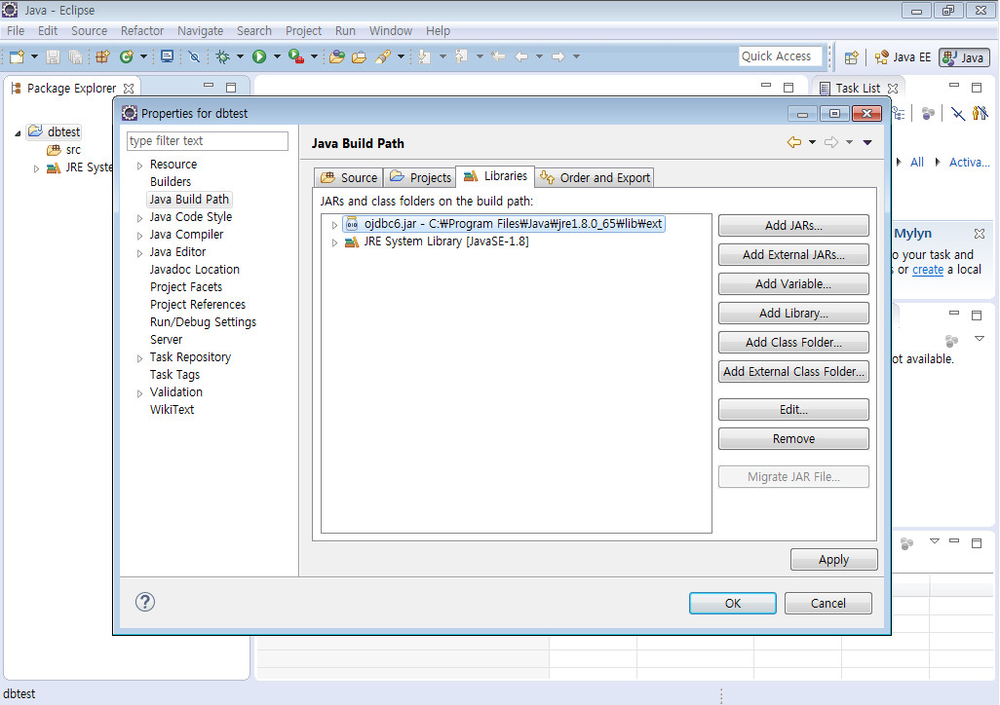 Java - Eclipse
File Edit Source Refactor Navigate Search Project Run Window Help
Quick Access
Java EE
Java
Package Explorer
dbtest
src
JRE Syste
Task List
All
Activa...
Mylyn
o your task and
s or create a local
ot available.
Properties for dbtest
type filter text
Resource
Builders
Java Build Path
Java Code Style
Java Compiler
Java Editor
Javadoc Location
Project Facets
Project References
Run/Debug Settings
Server
Task Repository
Task Tags
Validation
WikiText
Java Build Path
Source Projects Libraries Order and Export
JARs and class folders on the build path:
ojdbc6.jar - C:₩Program Files₩Java₩jre1.8.0_65₩lib₩ext
JRE System Library [JavaSE-1.8]
Add JARs...
Add External JARs...
Add Variable...
Add Library...
Add Class Folder...
Add External Class Folder...
Edit...
Remove
Migrate JAR File...
Apply
OK Cancel
dbtest